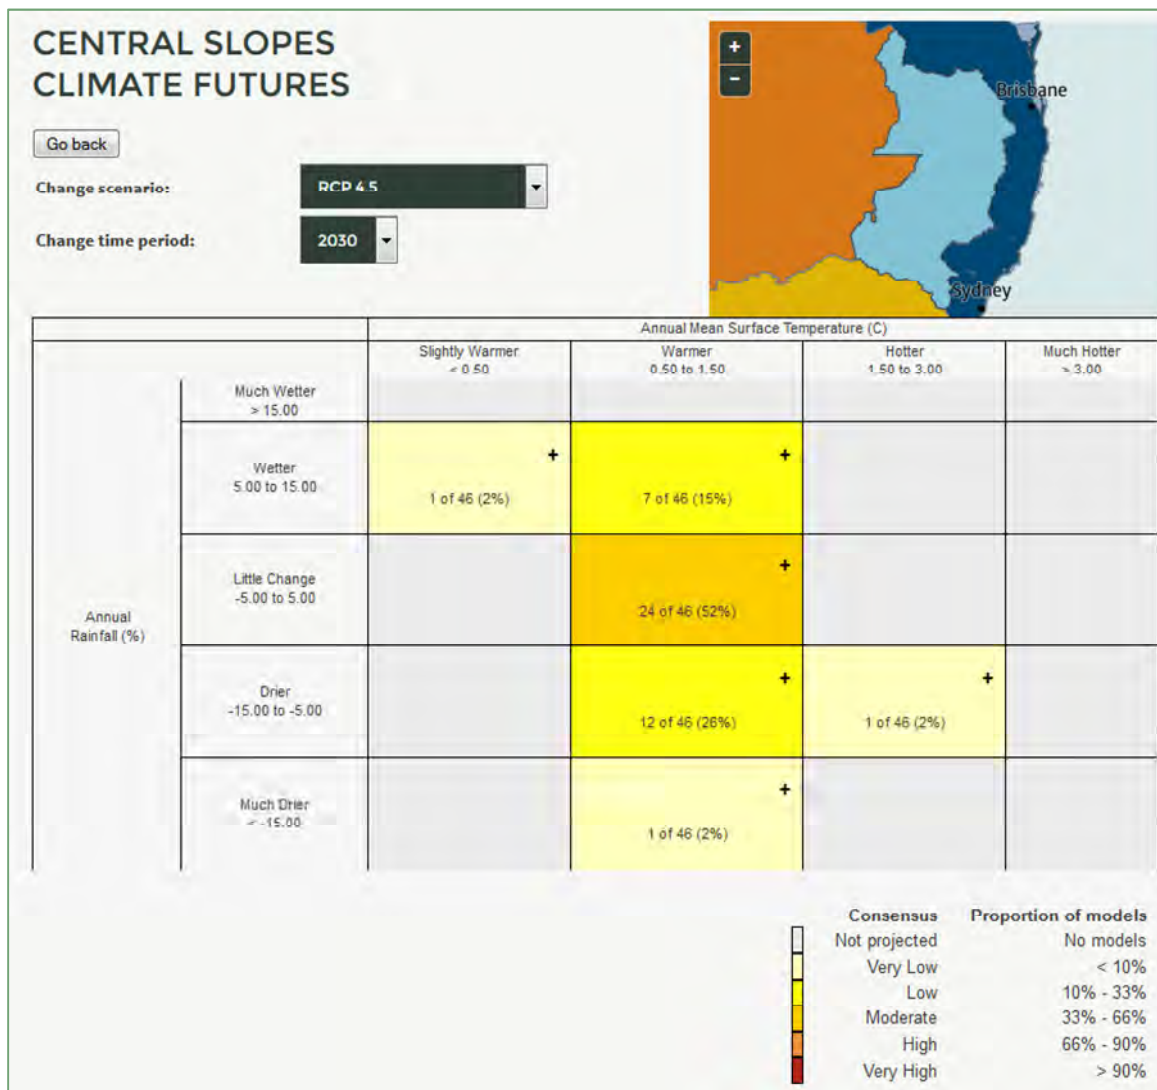 CENTRAL SLOPES
CLIMATE FUTURES
+
−
Brisbane
Sydney
Go back
Change scenario: RCP 4.5
Change time period: 2030
Annual Mean Surface Temperature (C)
Slightly Warmer Warmer Hotter Much Hotter
< 0.50 0.50 to 1.50 1.50 to 3.00 > 3.00
Much Wetter
> 15.00
Wetter
5.00 to 15.00
+ +
1 of 46 (2%) 7 of 46 (15%)
Little Change
-5.00 to 5.00
+
24 of 46 (52%)
Annual
Rainfall (%)
Drier
-15.00 to -5.00
+ +
12 of 46 (26%) 1 of 46 (2%)
Much Drier
< -15.00
+
1 of 46 (2%)
Consensus Proportion of models
Not projected No models
Very Low < 10%
Low 10% - 33%
Moderate 33% - 66%
High 66% - 90%
Very High > 90%